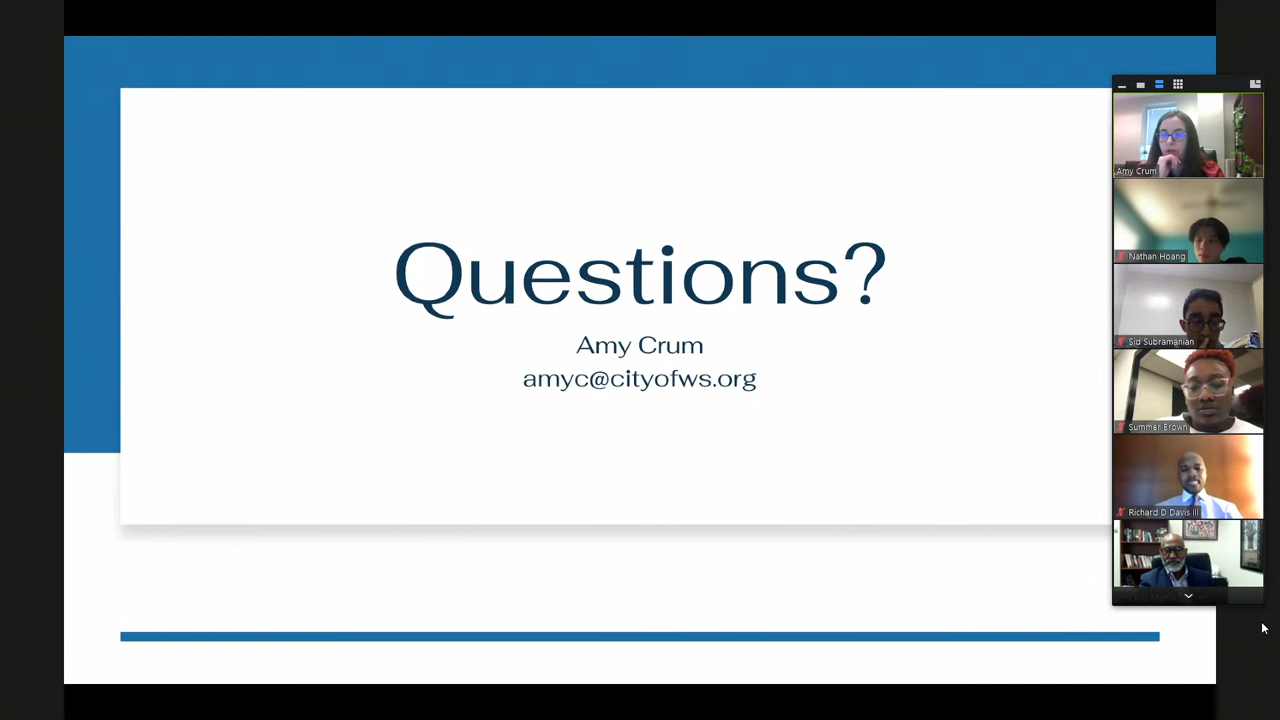 Questions?
Amy Crum
amyc@cityofws.org
Amy Crum
Nathan Hoang
Sid Subramanian
Summer Brown
Richard D Davis III